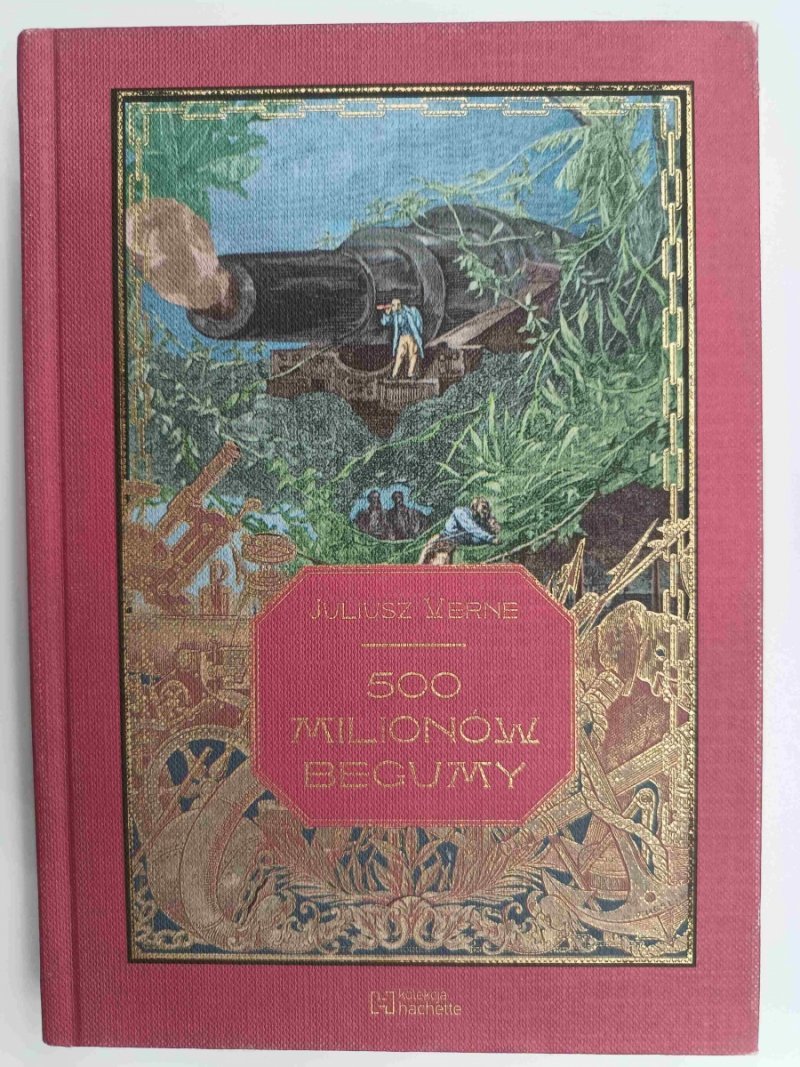 Juliusz Verne
500
MILIONÓW
BEGUMY
kolekcja
hachette